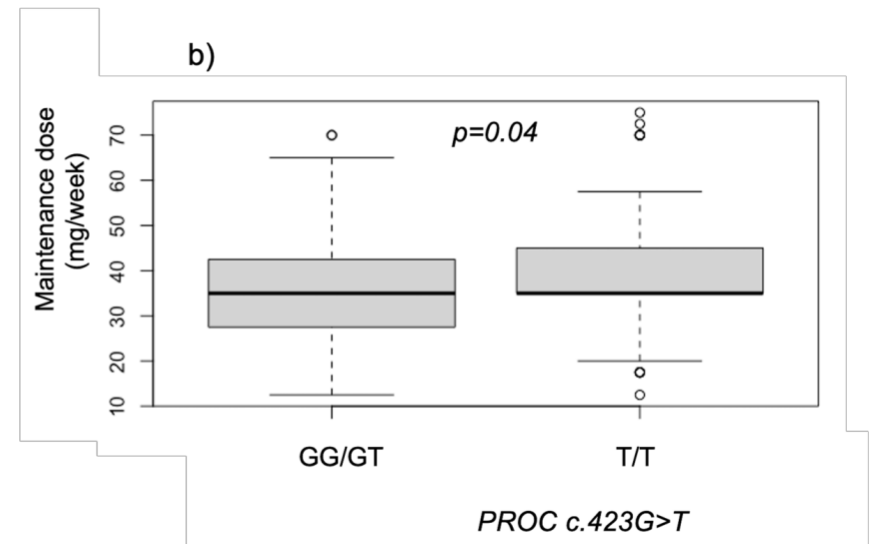 b)
Maintenance dose
(mg/week)
70
60
50
40
30
20
10
p=0.04
GG/GT
T/T
PROC c.423G>T